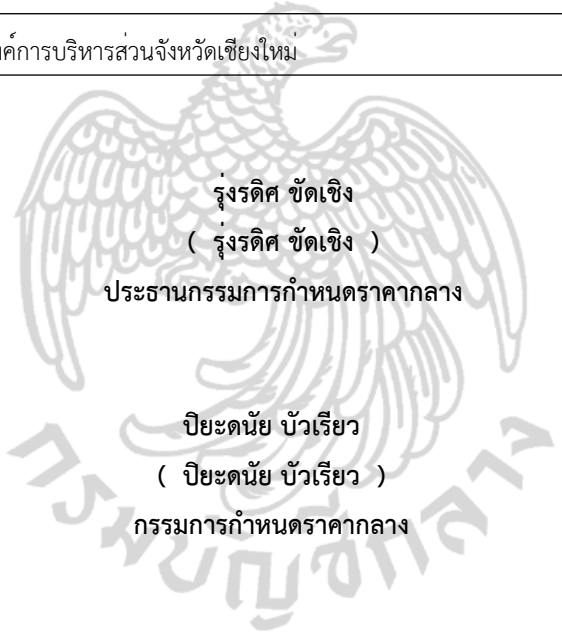 ค์การบริหารส่วนจังหวัดเชียงใหม่
รุ่งรดิศ ขัดเชิง
( รุ่งรดิศ ขัดเชิง )
ประธานกรรมการกำหนดราคากลาง
ปิยะดนัย บัวเรียว
( ปิยะดนัย บัวเรียว )
กรรมการกำหนดราคากลาง
กรมบัญชีกลาง